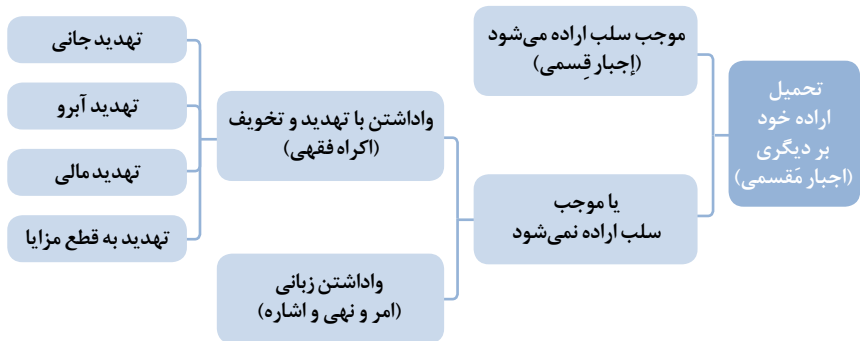 تحمیل
اراده خود
بر دیگری
(اجبار مَقسمی)
موجب سلب اراده می‌شود
(إجبار قِسمی)
یا موجب
سلب اراده نمی‌شود
واداشتن با تهدید و تخویف
(اکراه فقهی)
واداشتن زبانی
(امر و نهی و اشاره)
تهدید جانی
تهدید آبرو
تهدید مالی
تهدید به قطع مزایا